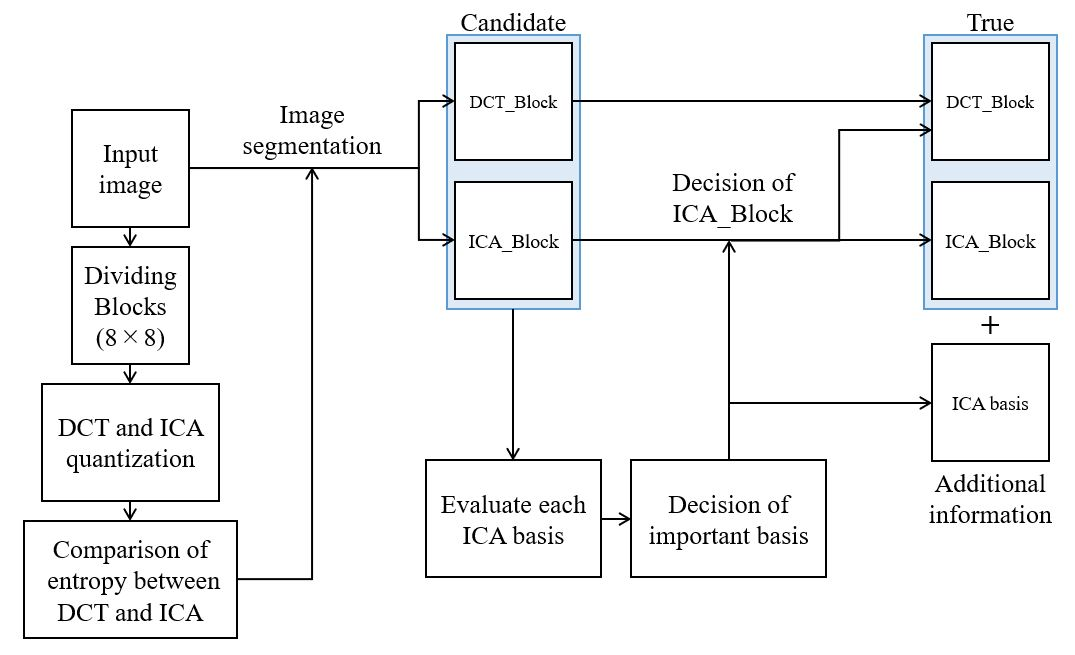 Candidate
True
DCT_Block
DCT_Block
Image
segmentation
Input
image
Decision of
ICA_Block
ICA_Block
ICA_Block
Dividing
Blocks
(8×8)
+
DCT and ICA
quantization
ICA basis
Additional
information
Evaluate each
ICA basis
Decision of
important basis
Comparison of
entropy between
DCT and ICA